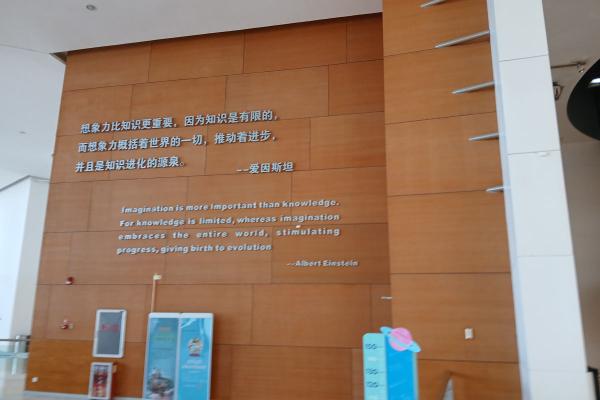 想象力比知识更重要，因为知识是有限的，
而想象力概括着世界的一切，推动着进步，
并且是知识进化的源泉。
--爱因斯坦
Imagination is more important than knowledge.
For knowledge is limited, whereas imagination
embraces the entire world, stimulating
progress, giving birth to evolution
--Albert Einstein
150
130
120